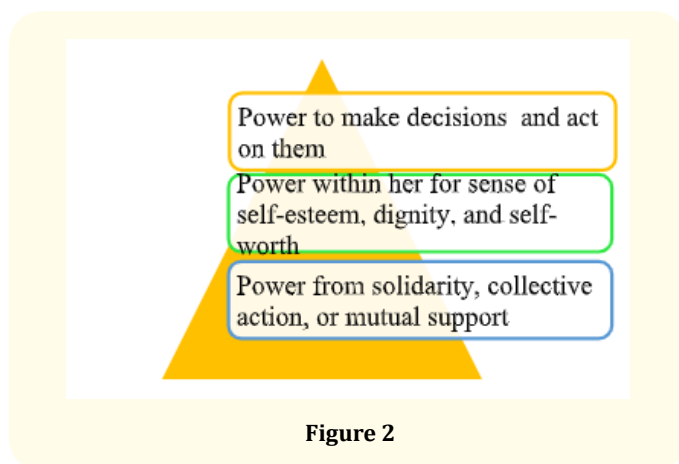 Power to make decisions and act
on them
Power within her for sense of
self-esteem, dignity, and self-
worth
Power from solidarity, collective
action, or mutual support
Figure 2